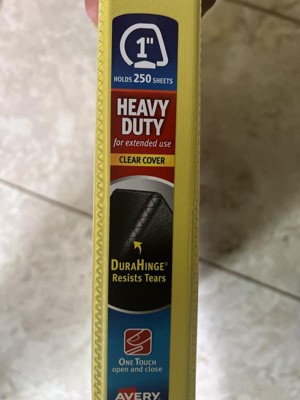 1"
HOLDS 250 SHEETS
HEAVY
DUTY
for extended use
CLEAR COVER
DURAHINGE®
Resists Tears
ONE TOUCH
open and close
AVERY